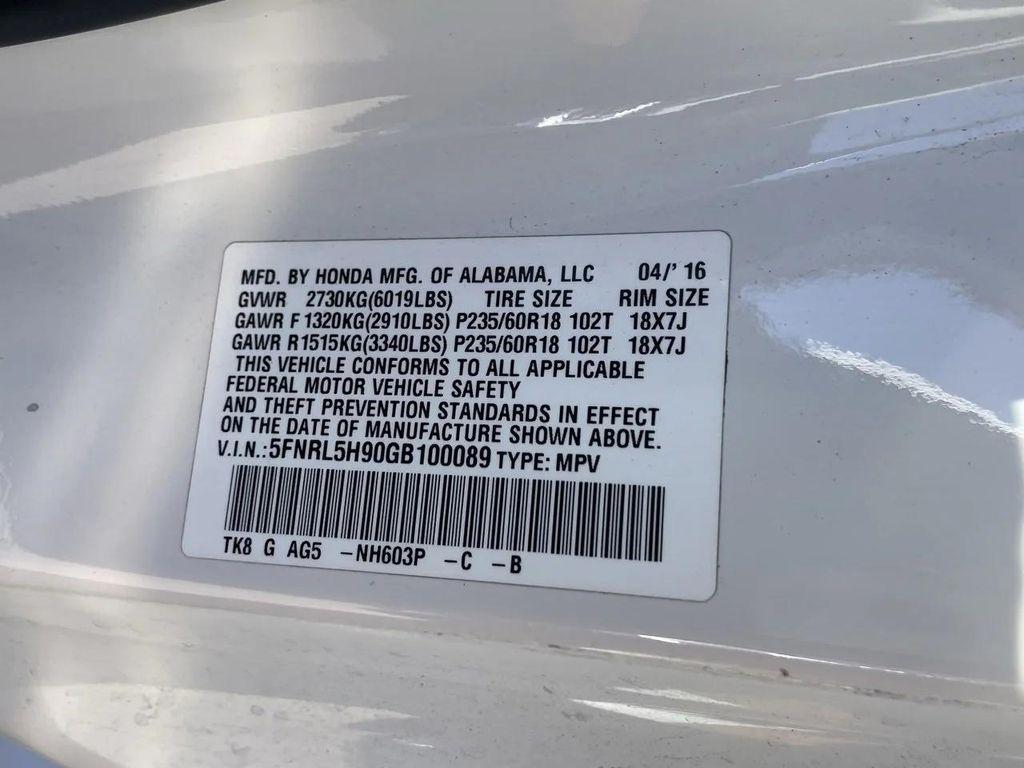 MFD. BY HONDA MFG. OF ALABAMA, LLC 04/' 16
GVWR 2730KG(6019LBS) TIRE SIZE RIM SIZE
GAWR F 1320KG(2910LBS) P235/60R18 102T 18X7J
GAWR R1515KG(3340LBS) P235/60R18 102T 18X7J
THIS VEHICLE CONFORMS TO ALL APPLICABLE
FEDERAL MOTOR VEHICLE SAFETY
AND THEFT PREVENTION STANDARDS IN EFFECT
ON THE DATE OF MANUFACTURE SHOWN ABOVE.
V.I.N.:5FNRL5H90GB100089 TYPE: MPV
TK8 G AG5 -NH603P -C -B